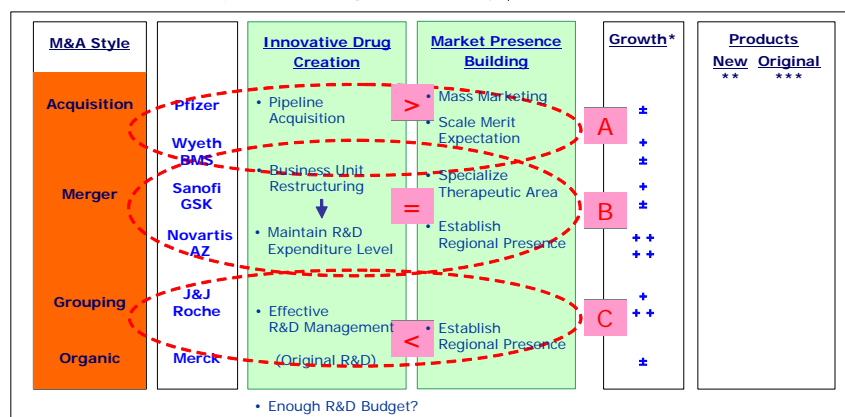 M&A Style
Innovative Drug
Creation
Market Presence
Building
Growth*
Products
New Original
** ***
Acquisition
Pfizer
• Pipeline
Acquisition
>
• Mass Marketing
• Scale Merit
Expectation
±
A
Wyeth
BMS
+
±
Merger
Sanofi
GSK
• Business Unit
Restructuring
=
• Specialize
Therapeutic Area
B
+
±
Novartis
AZ
• Maintain R&D
Expenditure Level
• Establish
Regional Presence
++
++
Grouping
J&J
Roche
• Effective
R&D Management
<
• Establish
Regional Presence
C
+
++
Organic
Merck
(Original R&D)
±
• Enough R&D Budget?